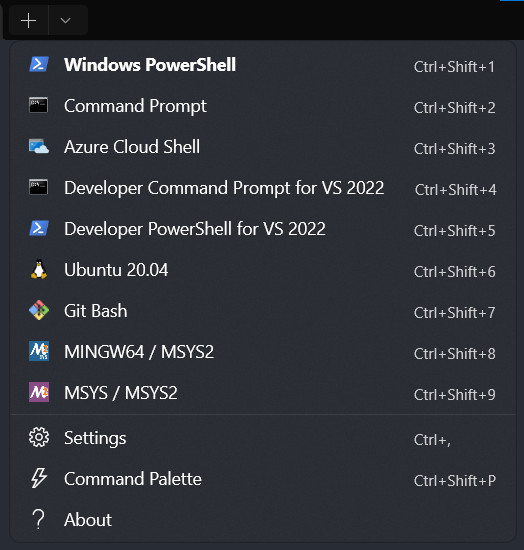 Windows PowerShell Ctrl+Shift+1
Command Prompt Ctrl+Shift+2
Azure Cloud Shell Ctrl+Shift+3
Developer Command Prompt for VS 2022 Ctrl+Shift+4
Developer PowerShell for VS 2022 Ctrl+Shift+5
Ubuntu 20.04 Ctrl+Shift+6
Git Bash Ctrl+Shift+7
MINGW64 / MSYS2 Ctrl+Shift+8
MSYS / MSYS2 Ctrl+Shift+9
Settings Ctrl+,
Command Palette Ctrl+Shift+P
About